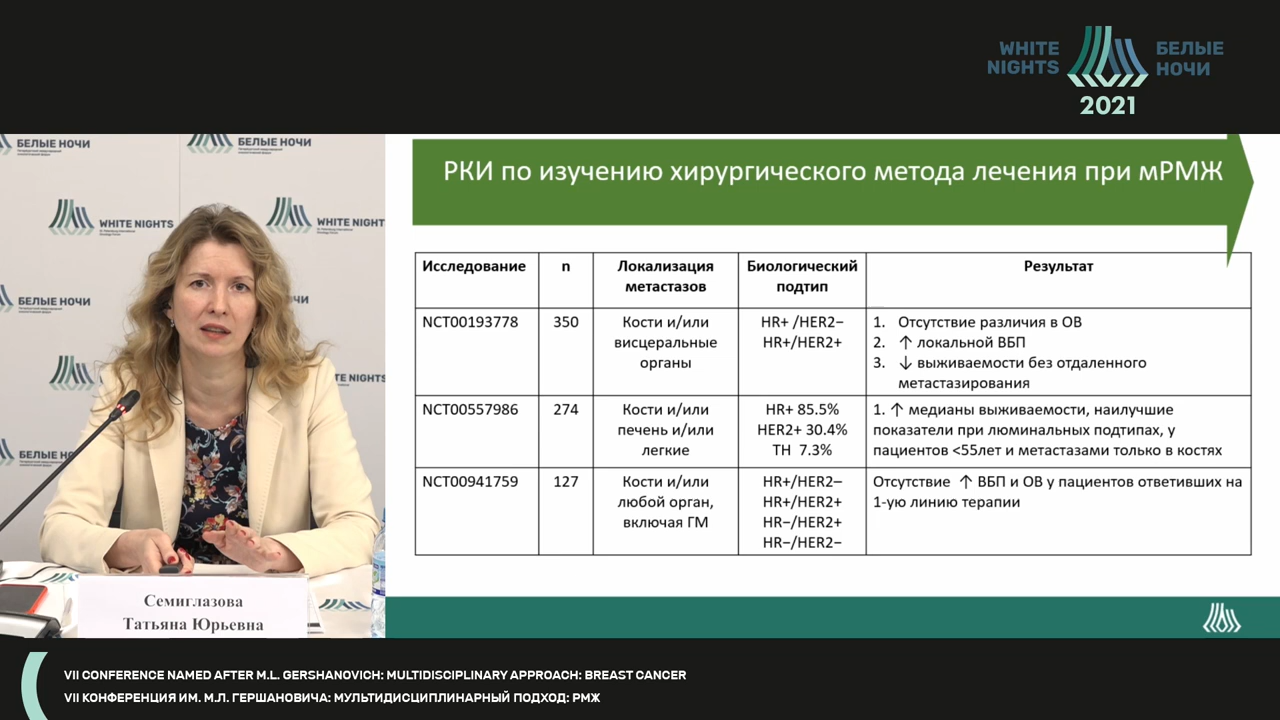 WHITE
NIGHTS
БЕЛЫЕ
НОЧИ
2021
БЕЛЫЕ НОЧИ
БЕЛЫЕ НОЧИ
WHITE NIGHTS
WHITE NIGHTS
БЕЛЫЕ НОЧИ
БЕЛЫЕ НОЧИ
WHITE NIGHTS
Семиглазова
Татьяна Юрьевна
РКИ по изучению хирургического метода лечения при мРМЖ
Исследование n Локализация метастазов Биологический подтип Результат
NCT00193778 350 Кости и/или HR+ /HER2− 1. Отсутствие различия в ОВ
висцеральные HR+/HER2+ 2. ↑ локальной ВБП
органы 3. ↓ выживаемости без отдаленного
метастазирования
NCT00557986 274 Кости и/или HR+ 85.5% 1. ↑ медианы выживаемости, наилучшие
печень и/или HER2+ 30.4% показатели при люминальных подтипах, у
легкие ТН 7.3% пациентов <55лет и метастазами только в костях
NCT00941759 127 Кости и/или HR+/HER2− Отсутствие ↑ ВБП и ОВ у пациентов ответивших на
любой орган, HR+/HER2+ 1-ую линию терапии
включая ГМ HR−/HER2+
HR−/HER2−
VII CONFERENCE NAMED AFTER M.L. GERSHANOVICH: MULTIDISCIPLINARY APPROACH: BREAST CANCER
VII КОНФЕРЕНЦИЯ ИМ. М.Л. ГЕРШАНОВИЧА: МУЛЬТИДИСЦИПЛИНАРНЫЙ ПОДХОД: РМЖ